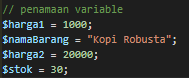 // penamaan variable
$harga1 = 1000;
$namaBarang = "Kopi Robusta";
$harga2 = 20000;
$stok = 30;